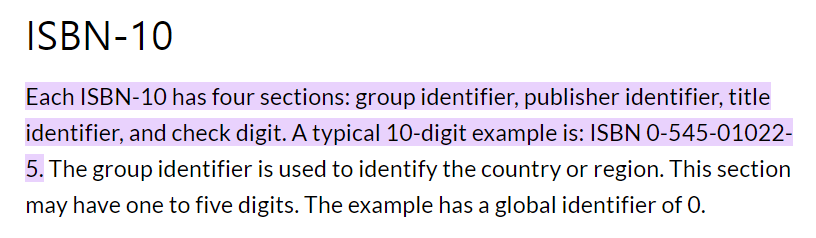 ISBN-10
Each ISBN-10 has four sections: group identifier, publisher identifier, title
identifier, and check digit. A typical 10-digit example is: ISBN 0-545-01022-
5. The group identifier is used to identify the country or region. This section
may have one to five digits. The example has a global identifier of 0.